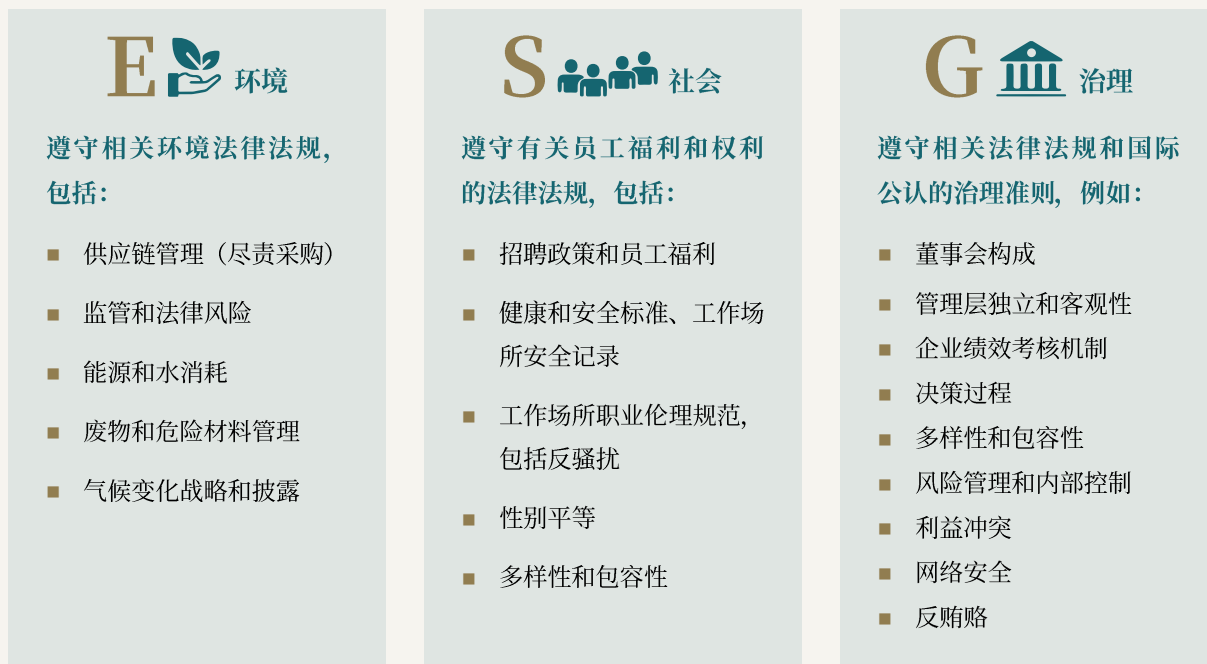 E 环境
遵守相关环境法律法规，
包括：
供应链管理（尽责采购）
监管和法律风险
能源和水消耗
废物和危险材料管理
气候变化战略和披露
S 社会
遵守有关员工福利和权利
的法律法规，包括：
招聘政策和员工福利
健康和安全标准、工作场
所安全记录
工作场所职业伦理规范，
包括反骚扰
性别平等
多样性和包容性
G 治理
遵守相关法律法规和国际
公认的治理准则，例如：
董事会构成
管理层独立和客观性
企业绩效考核机制
决策过程
多样性和包容性
风险管理和内部控制
利益冲突
网络安全
反贿赂